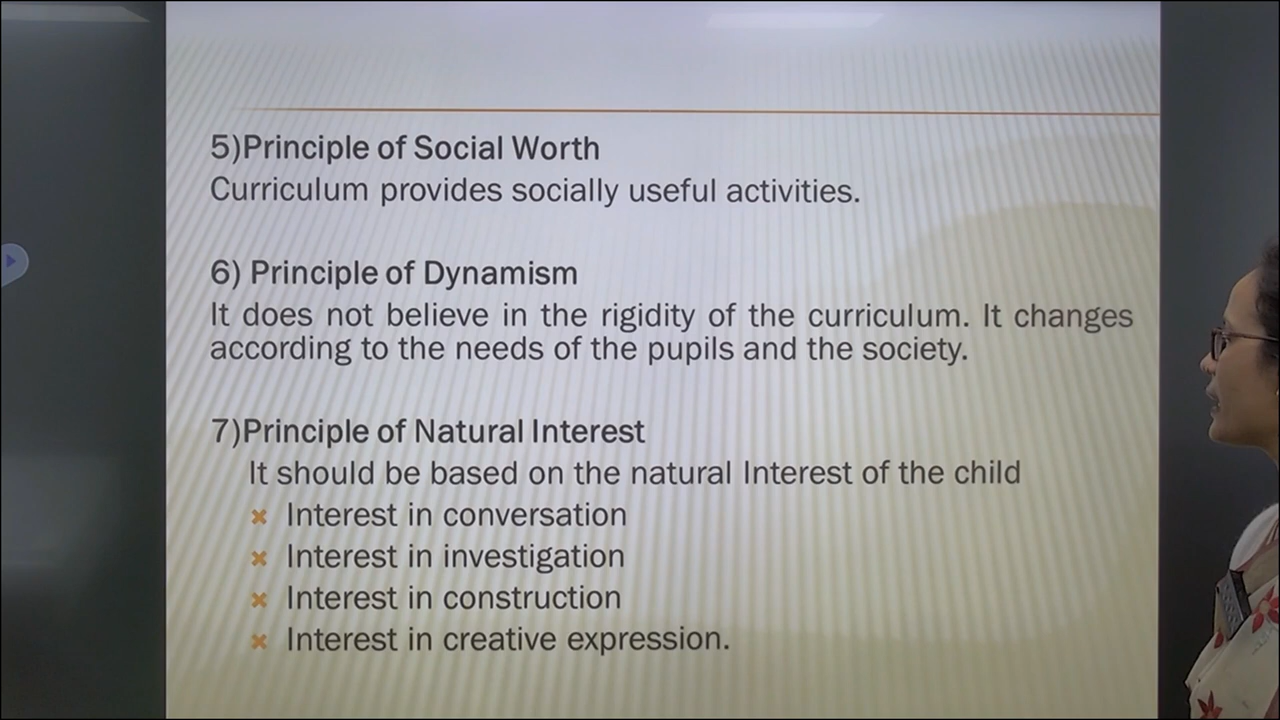 5)Principle of Social Worth
Curriculum provides socially useful activities.
6) Principle of Dynamism
It does not believe in the rigidity of the curriculum. It changes
according to the needs of the pupils and the society.
7)Principle of Natural Interest
It should be based on the natural Interest of the child
Interest in conversation
Interest in investigation
Interest in construction
Interest in creative expression.